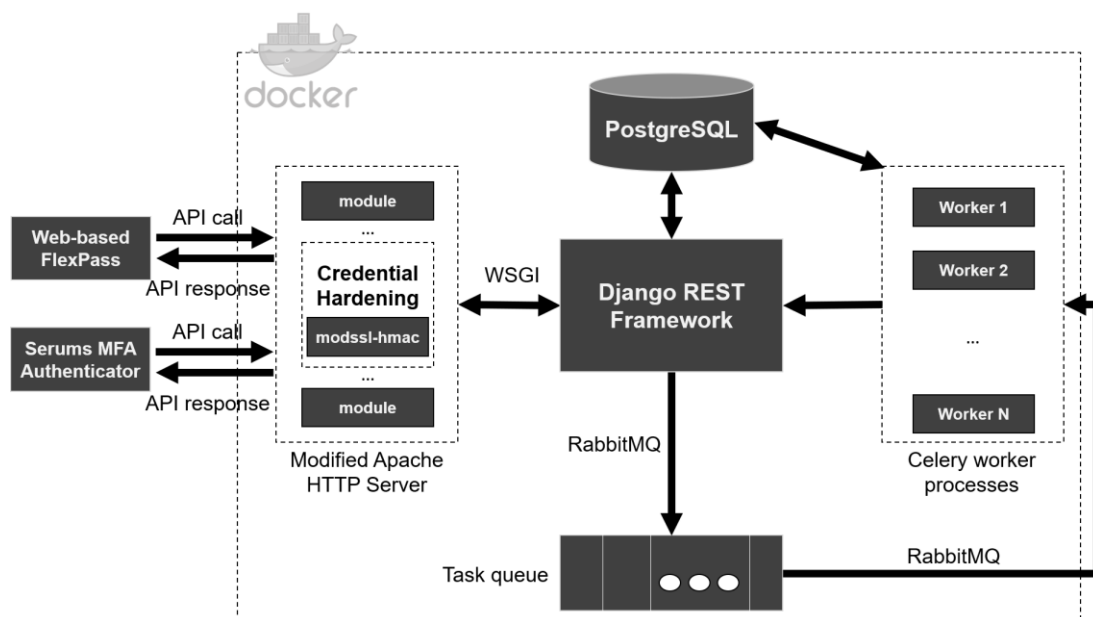 docker
PostgreSQL
module
...
Credential
Hardening
modssl-hmac
...
module
Modified Apache
HTTP Server
Web-based
FlexPass
API call
API response
Serums MFA
Authenticator
API call
API response
WSGI
Django REST
Framework
Worker 1
Worker 2
...
Worker N
Celery worker
processes
RabbitMQ
Task queue
RabbitMQ